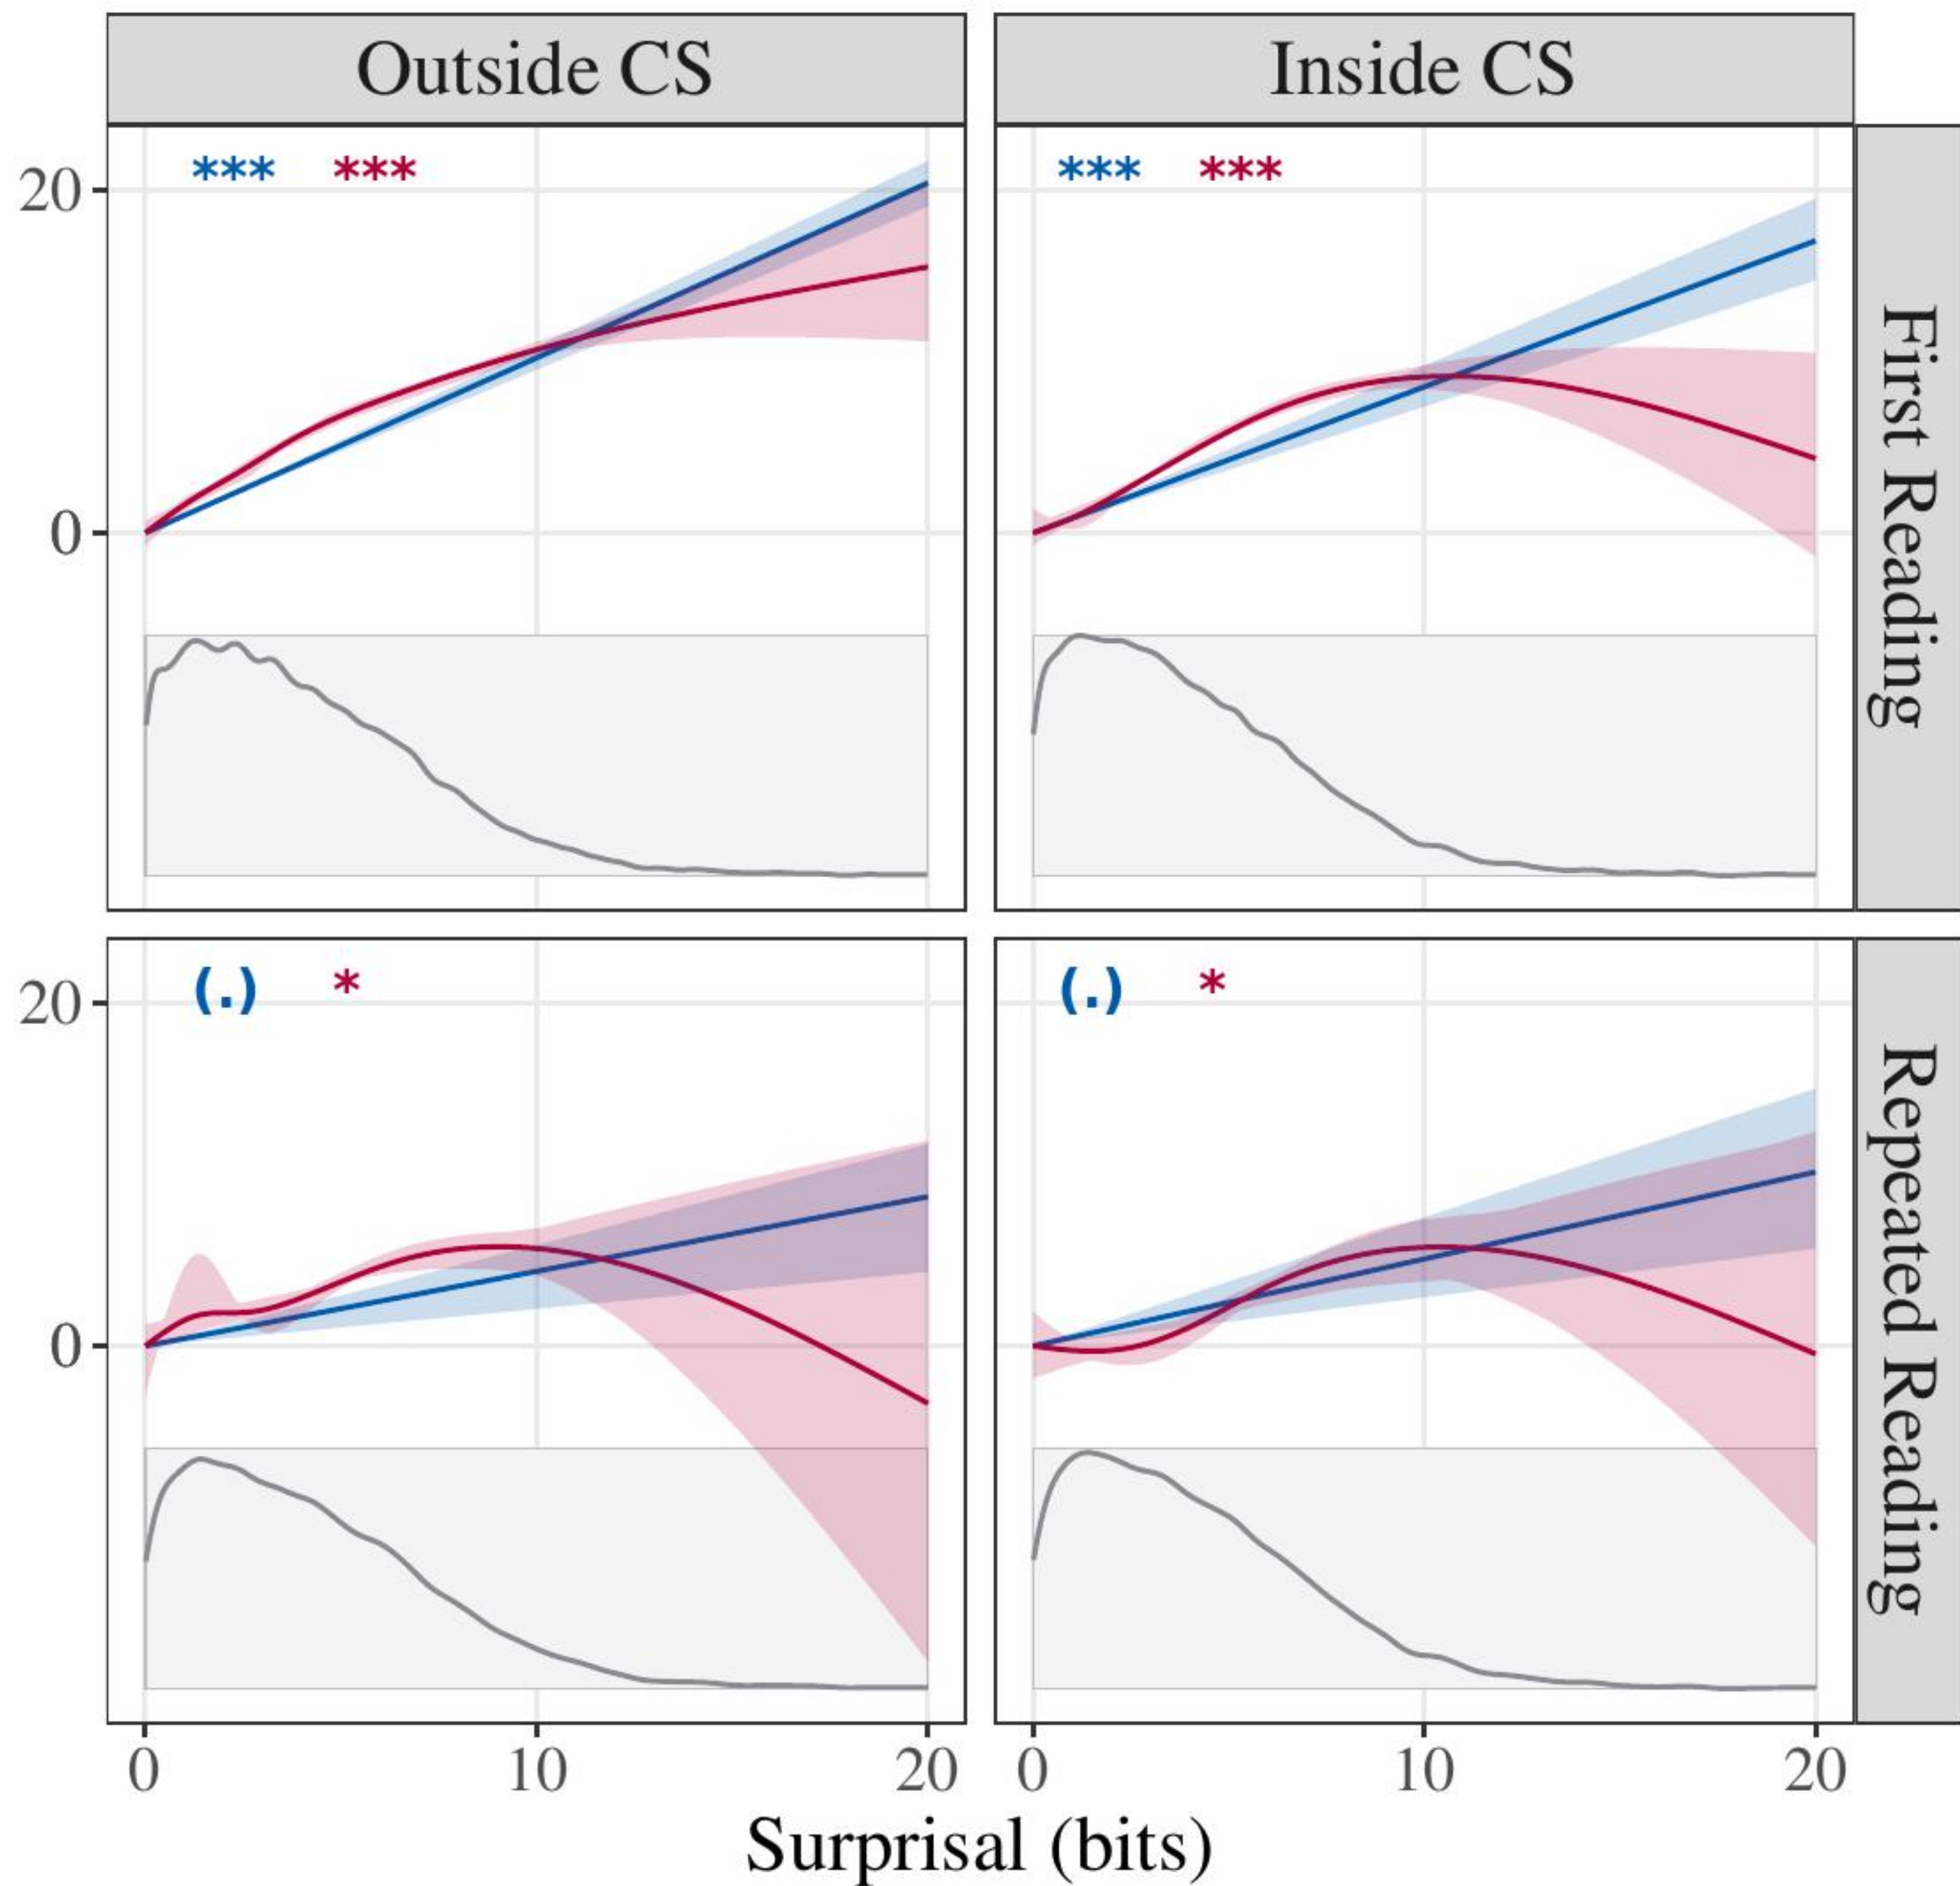 Outside CS
Inside CS
*** ***
*** ***
20
0
First Reading
(.) *
(.) *
20
0
Repeated Reading
0 10 20
0 10 20
Surprisal (bits)